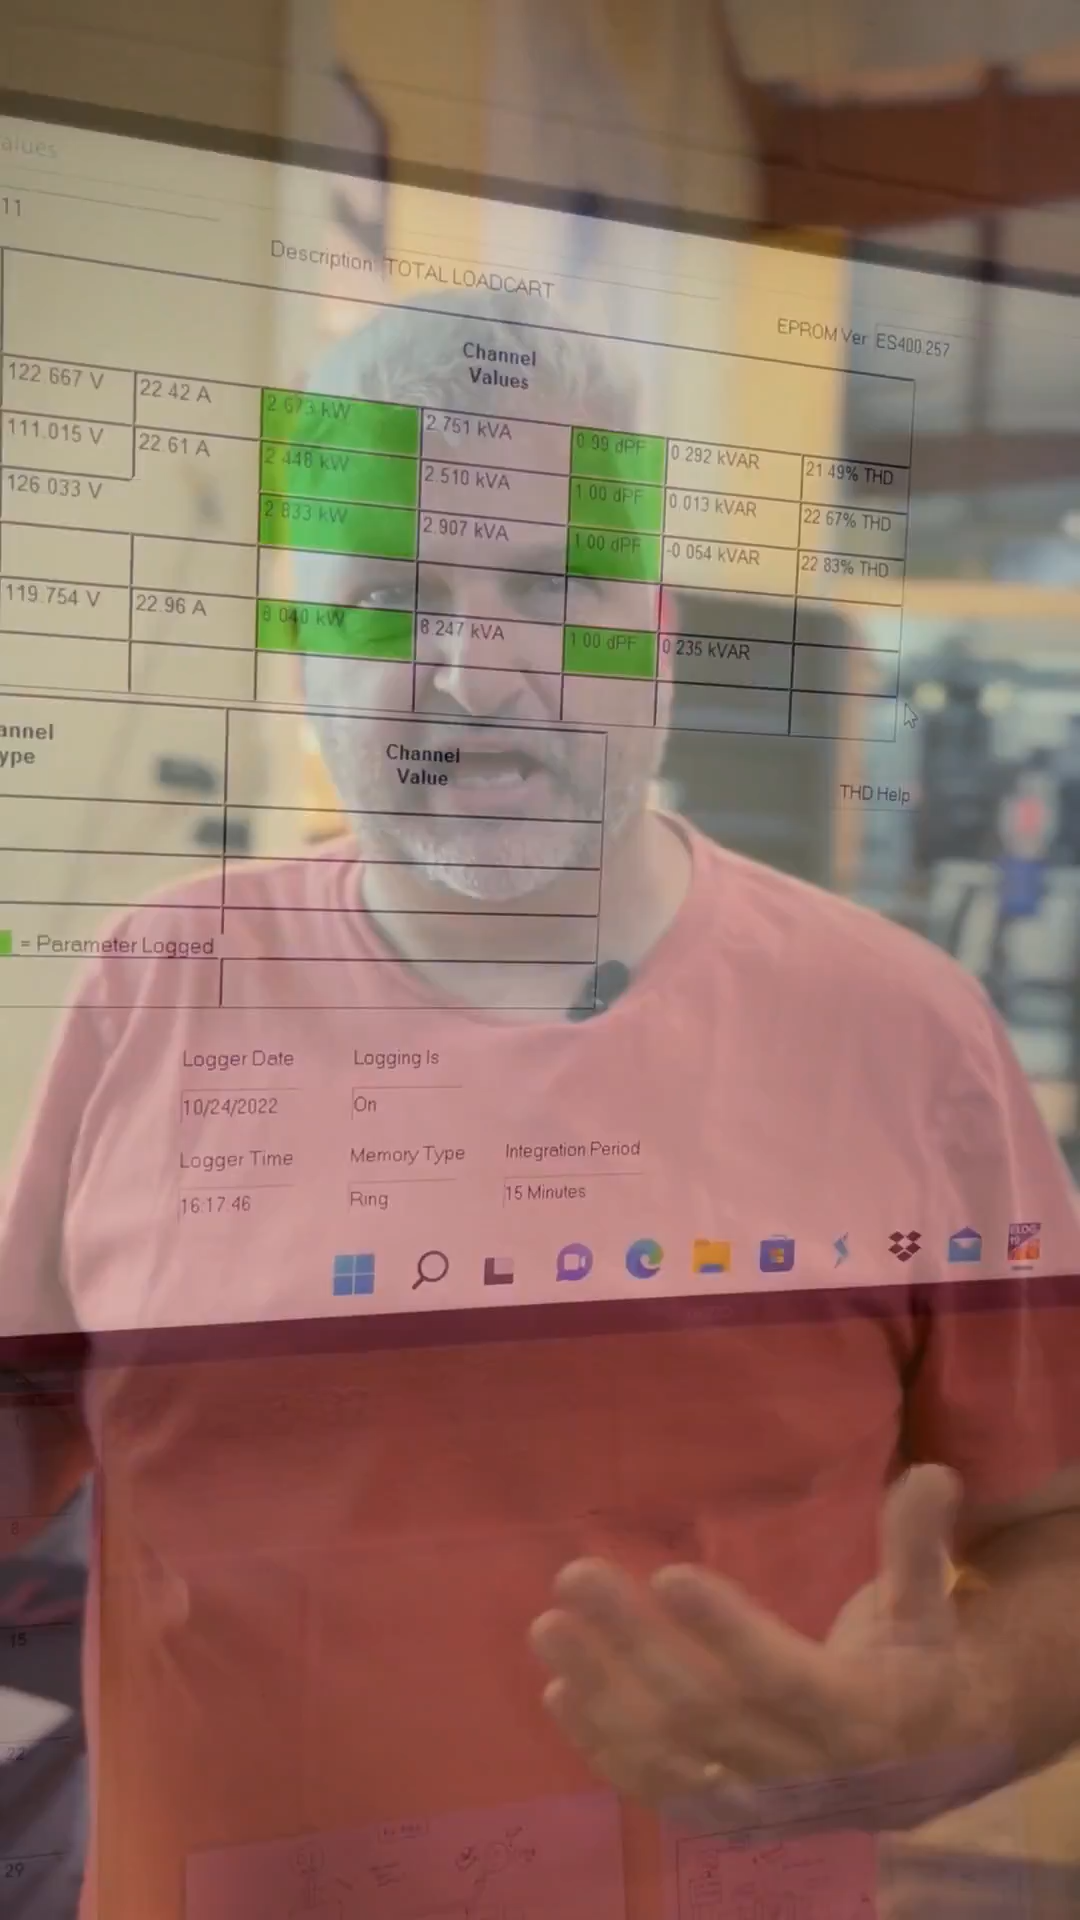 alues
11
Description TOTAL LOADCART
EPROM Ver ES400.257
Channel
Values
122.667 V 22.42 A 2.673 kW 2.751 kVA 0.99 dPF 0.292 kVAR 21.49% THD
111.015 V 22.61 A 2.448 kW 2.510 kVA 1.00 dPF 0.013 kVAR 22.67% THD
126.033 V 2.833 kW 2.907 kVA 1.00 dPF -0.054 kVAR 22.83% THD
119.754 V 22.96 A 8.040 kW 8.247 kVA 1.00 dPF 0.235 kVAR
annel
ype
Channel
Value
THD Help
= Parameter Logged
Logger Date Logging Is
10/24/2022 On
Logger Time Memory Type Integration Period
16:17:46 Ring 15 Minutes
8
15
22
29